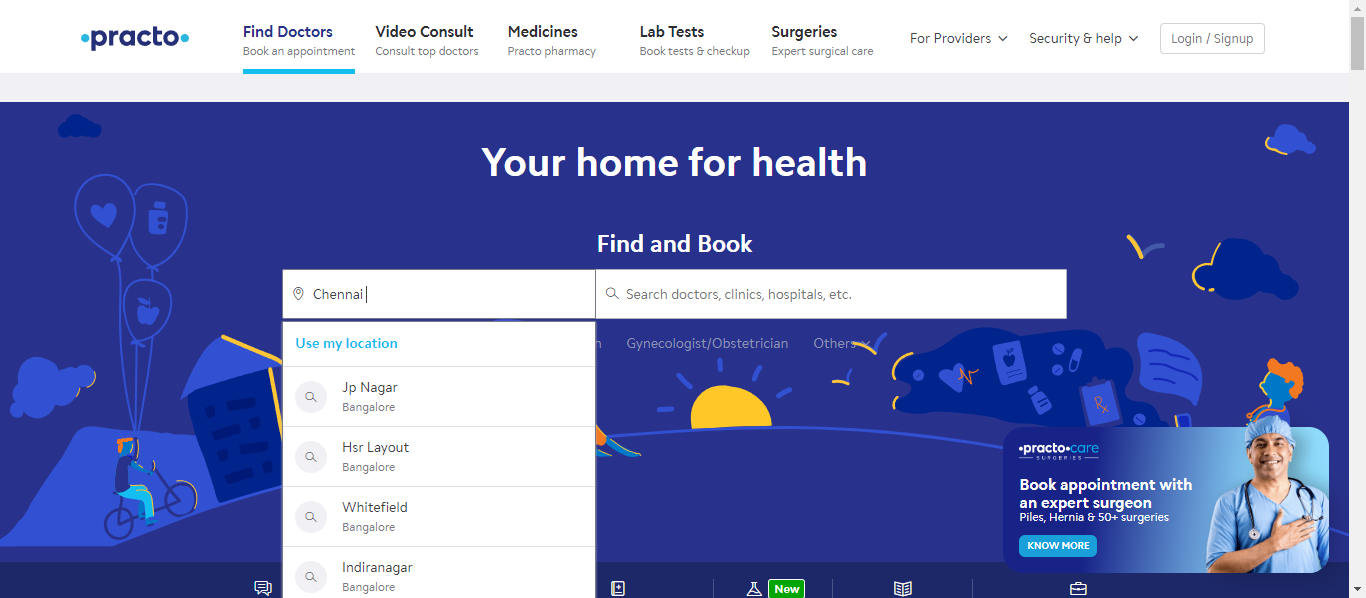 practo
Find Doctors
Book an appointment
Video Consult
Consult top doctors
Medicines
Practo pharmacy
Lab Tests
Book tests & checkup
Surgeries
Expert surgical care
For Providers
Security & help
Login / Signup
Your home for health
Find and Book
Chennai
Search doctors, clinics, hospitals, etc.
Use my location
Gynecologist/Obstetrician
Others
Jp Nagar
Bangalore
Hsr Layout
Bangalore
Whitefield
Bangalore
Indiranagar
Bangalore
Rx
practo care
SURGERIES
Book appointment with
an expert surgeon
Piles, Hernia & 50+ surgeries
KNOW MORE
New